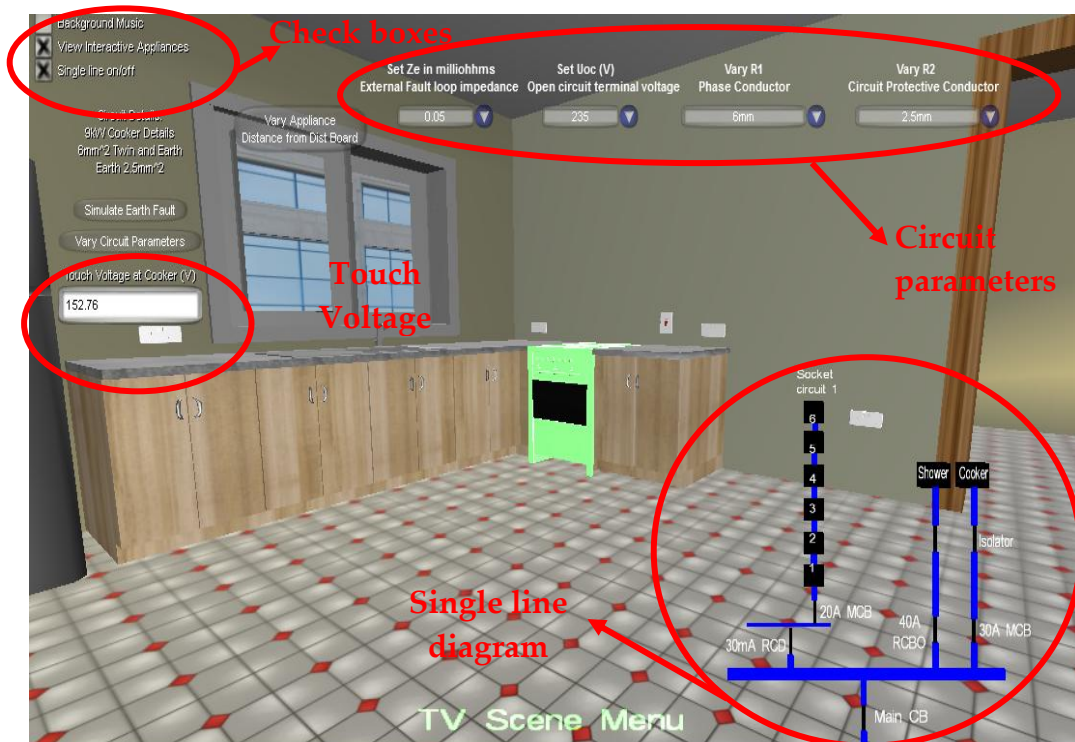 Background Music
View Interactive Appliances
Single line on/off
Check boxes
Set Ze in milliohhms
External Fault loop impedance
0.05
Set Uoc (V)
Open circuit terminal voltage
235
Vary R1
Phase Conductor
6mm
Vary R2
Circuit Protective Conductor
2.5mm
Vary Appliance
Distance from Dist Board
Circuit Details:
9kW Cooker Details
6mm^2 Twin and Earth
Earth 2.5mm^2
Simulate Earth Fault
Vary Circuit Parameters
Touch Voltage at Cooker (V)
152.76
Touch
Voltage
Circuit
parameters
Socket
circuit 1
6
5
4
3
2
1
Shower
Cooker
Isolator
20A MCB
30mA RCD
40A
RCBO
30A MCB
Main CB
Single line
diagram
TV Scene Menu